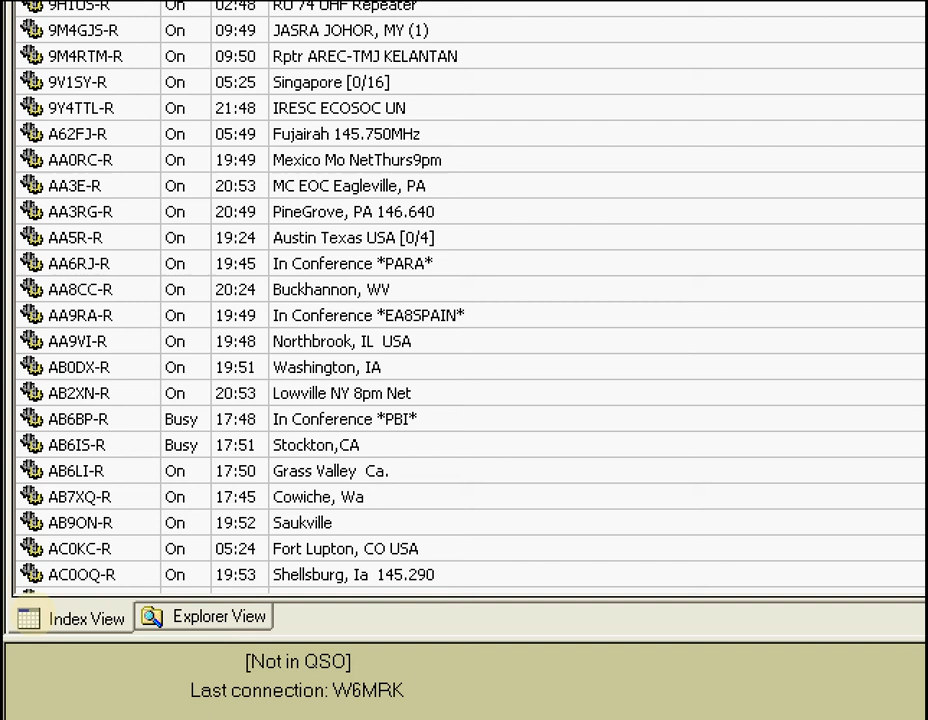 9H1US-R On 02:48 RU 74 UHF Repeater
9M4GJS-R On 09:49 JASRA JOHOR, MY (1)
9M4RTM-R On 09:50 Rptr AREC-TMJ KELANTAN
9V1SY-R On 05:25 Singapore [0/16]
9Y4TTL-R On 21:48 IRESC ECOSOC UN
A62FJ-R On 05:49 Fujairah 145.750MHz
AA0RC-R On 19:49 Mexico Mo NetThurs9pm
AA3E-R On 20:53 MC EOC Eagleville, PA
AA3RG-R On 20:49 PineGrove, PA 146.640
AA5R-R On 19:24 Austin Texas USA [0/4]
AA6RJ-R On 19:45 In Conference *PARA*
AA8CC-R On 20:24 Buckhannon, WV
AA9RA-R On 19:49 In Conference *EA8SPAIN*
AA9VI-R On 19:48 Northbrook, IL  USA
AB0DX-R On 19:51 Washington, IA
AB2XN-R On 20:53 Lowville NY 8pm Net
AB6BP-R Busy 17:48 In Conference *PBI*
AB6IS-R Busy 17:51 Stockton,CA
AB6LI-R On 17:50 Grass Valley  Ca.
AB7XQ-R On 17:45 Cowiche, Wa
AB9ON-R On 19:52 Saukville
AC0KC-R On 05:24 Fort Lupton, CO USA
AC0OQ-R On 19:53 Shellsburg, Ia  145.290
Index View Explorer View
[Not in QSO]
Last connection: W6MRK